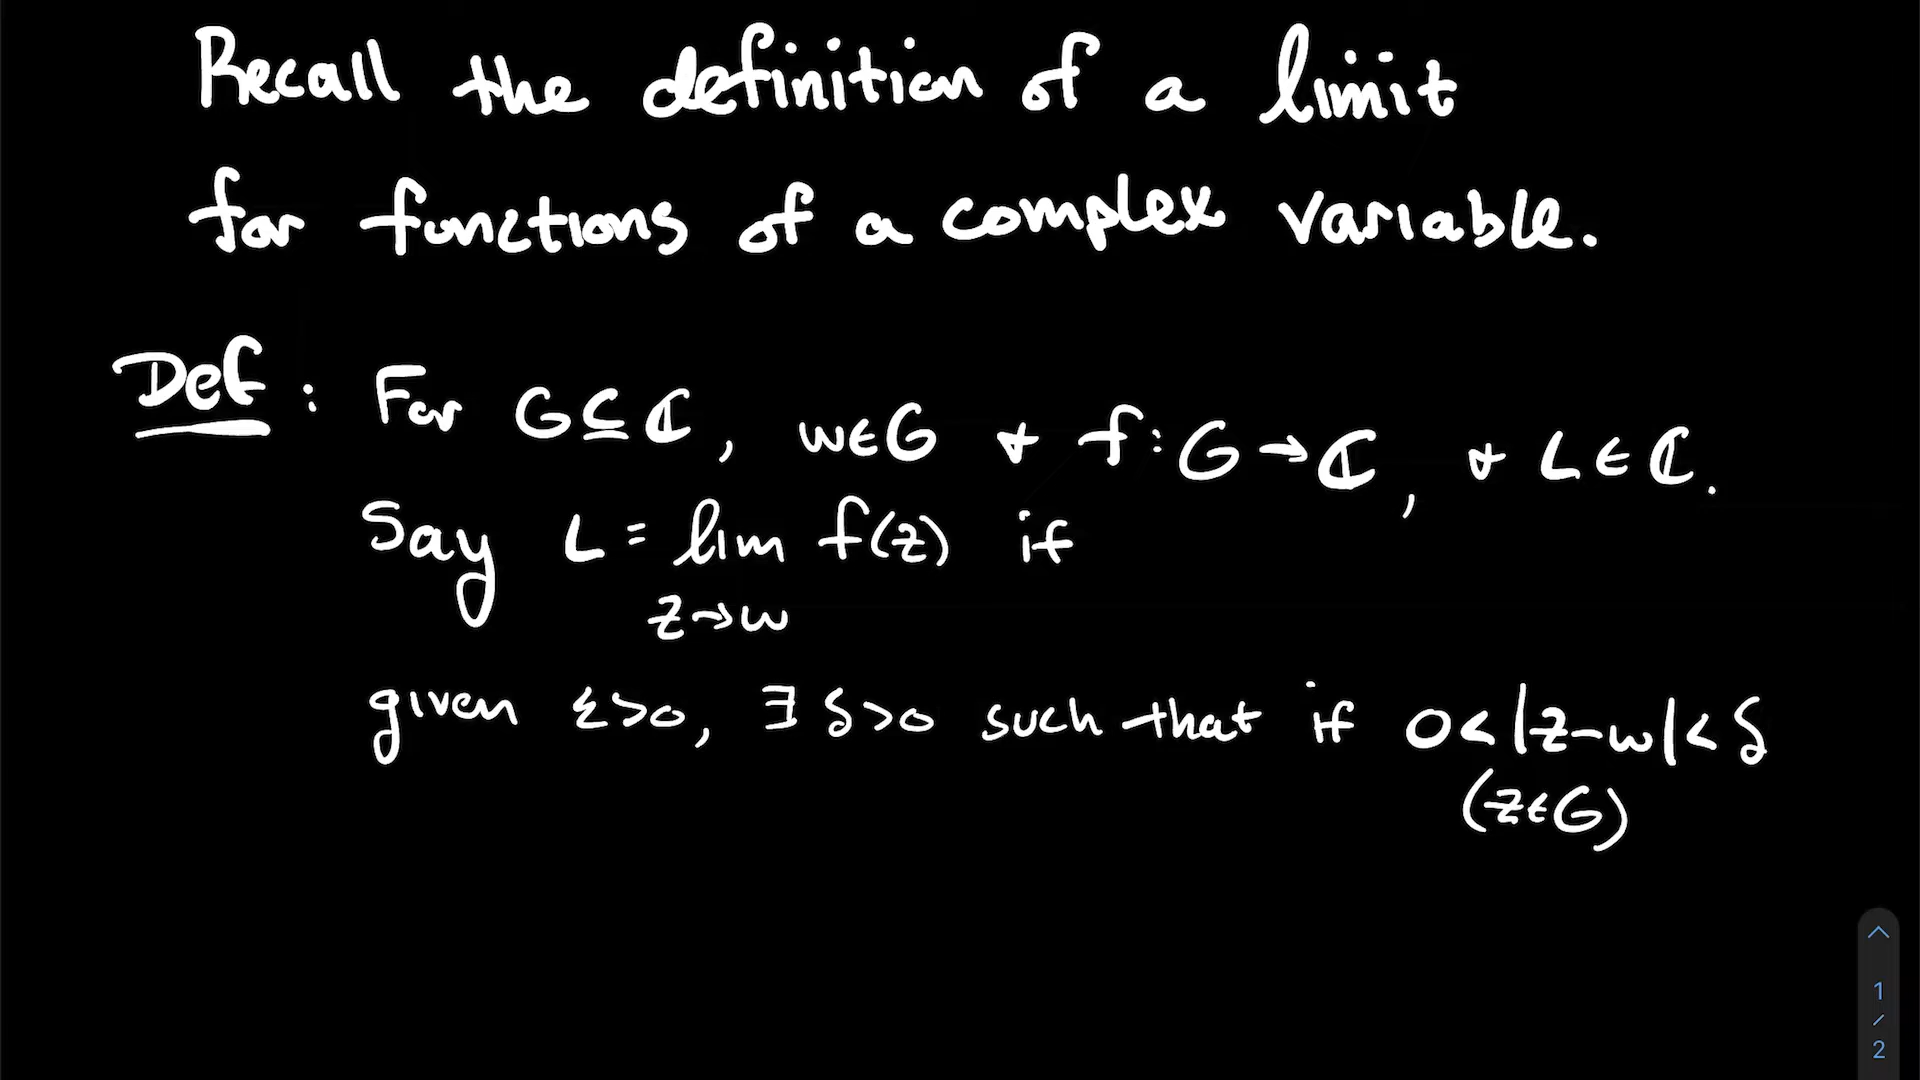 Recall the definition of a limit
for functions of a complex variable.
Def: For G⊆ℂ, w∈G & f:G→ℂ, & L∈ℂ.
Say L = lim f(z) if
z→w
given ε>0, ∃ δ>0 such that if 0<|z-w|<δ
(z∈G)
1
/
2